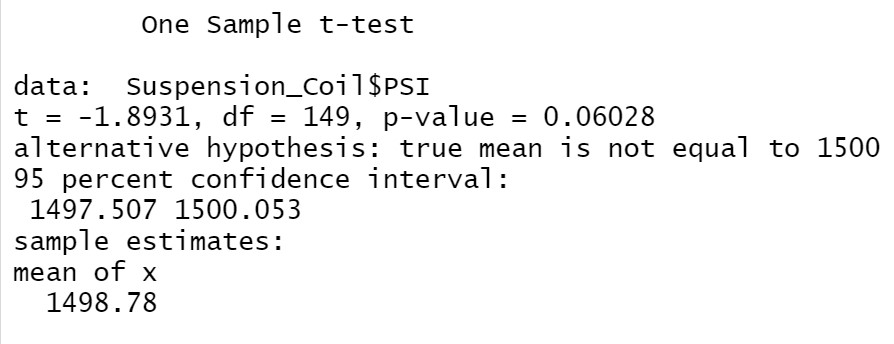 One Sample t-test
data: Suspension_Coil$PSI
t = -1.8931, df = 149, p-value = 0.06028
alternative hypothesis: true mean is not equal to 1500
95 percent confidence interval:
1497.507 1500.053
sample estimates:
mean of x
1498.78